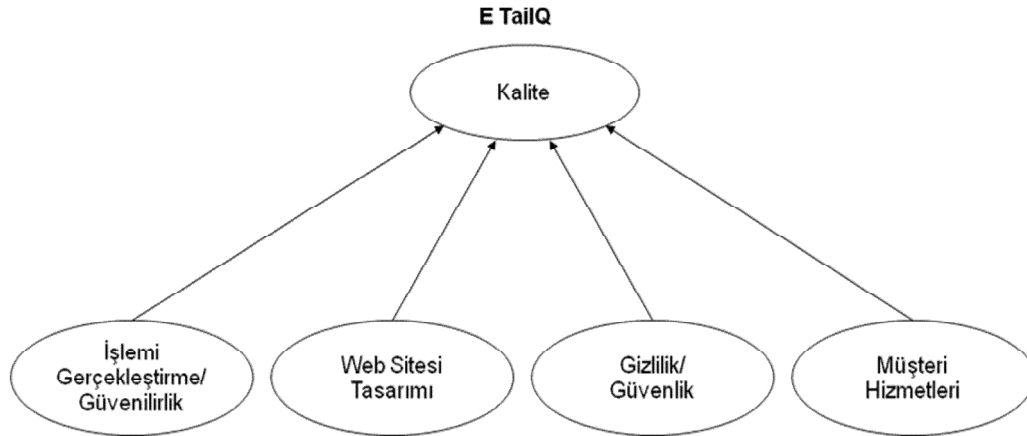 E TailQ
Kalite
İşlemi
Gerçekleştirme/
Güvenilirlik
Web Sitesi
Tasarımı
Gizlilik/
Güvenlik
Müşteri
Hizmetleri